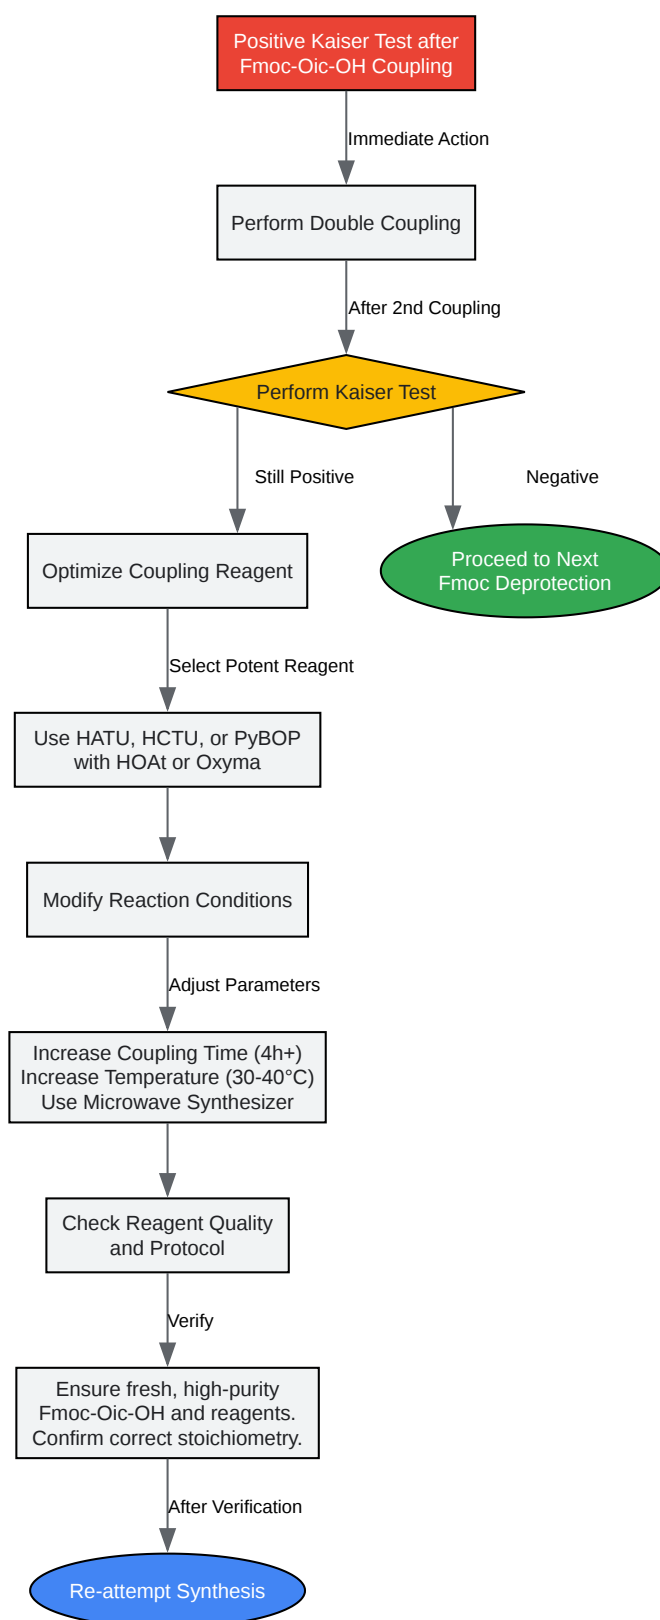 Positive Kaiser Test after
Fmoc-Oic-OH Coupling
Immediate Action
Perform Double Coupling
After 2nd Coupling
Perform Kaiser Test
Still Positive
Negative
Optimize Coupling Reagent
Proceed to Next
Fmoc Deprotection
Select Potent Reagent
Use HATU, HCTU, or PyBOP
with HOAt or Oxyma
Modify Reaction Conditions
Adjust Parameters
Increase Coupling Time (4h+)
Increase Temperature (30-40°C)
Use Microwave Synthesizer
Check Reagent Quality
and Protocol
Verify
Ensure fresh, high-purity
Fmoc-Oic-OH and reagents.
Confirm correct stoichiometry.
After Verification
Re-attempt Synthesis